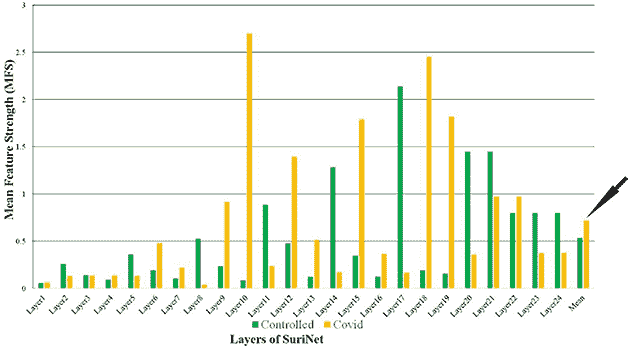 3
2.5
2
1.5
1
0.5
0
Mean Feature Strength (MFS)
Layer1
Layer2
Layer3
Layer4
Layer5
Layer6
Layer7
Layer8
Layer9
Layer10
Layer11
Layer12
Layer13
Layer14
Layer15
Layer16
Layer17
Layer18
Layer19
Layer20
Layer21
Layer22
Layer23
Layer24
Mean
Controlled Covid
Layers of SuriNet